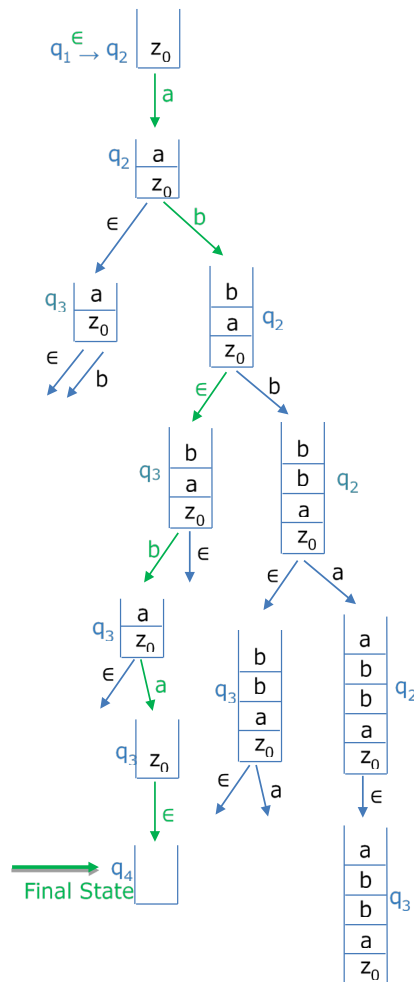 ϵ
q₁ → q₂ z₀
a
q₂ a
z₀
ϵ b
q₃ a
z₀
b
a q₂
z₀
ϵ b
ϵ b
q₃ b
a
z₀
b
b q₂
a
z₀
b ϵ
ϵ a
q₃ a
z₀
q₃ b
b
a
z₀
a
b
b q₂
a
z₀
ϵ a
q₃ z₀
ϵ a
ϵ
ϵ
q₄
Final State
a
b
b q₃
a
z₀